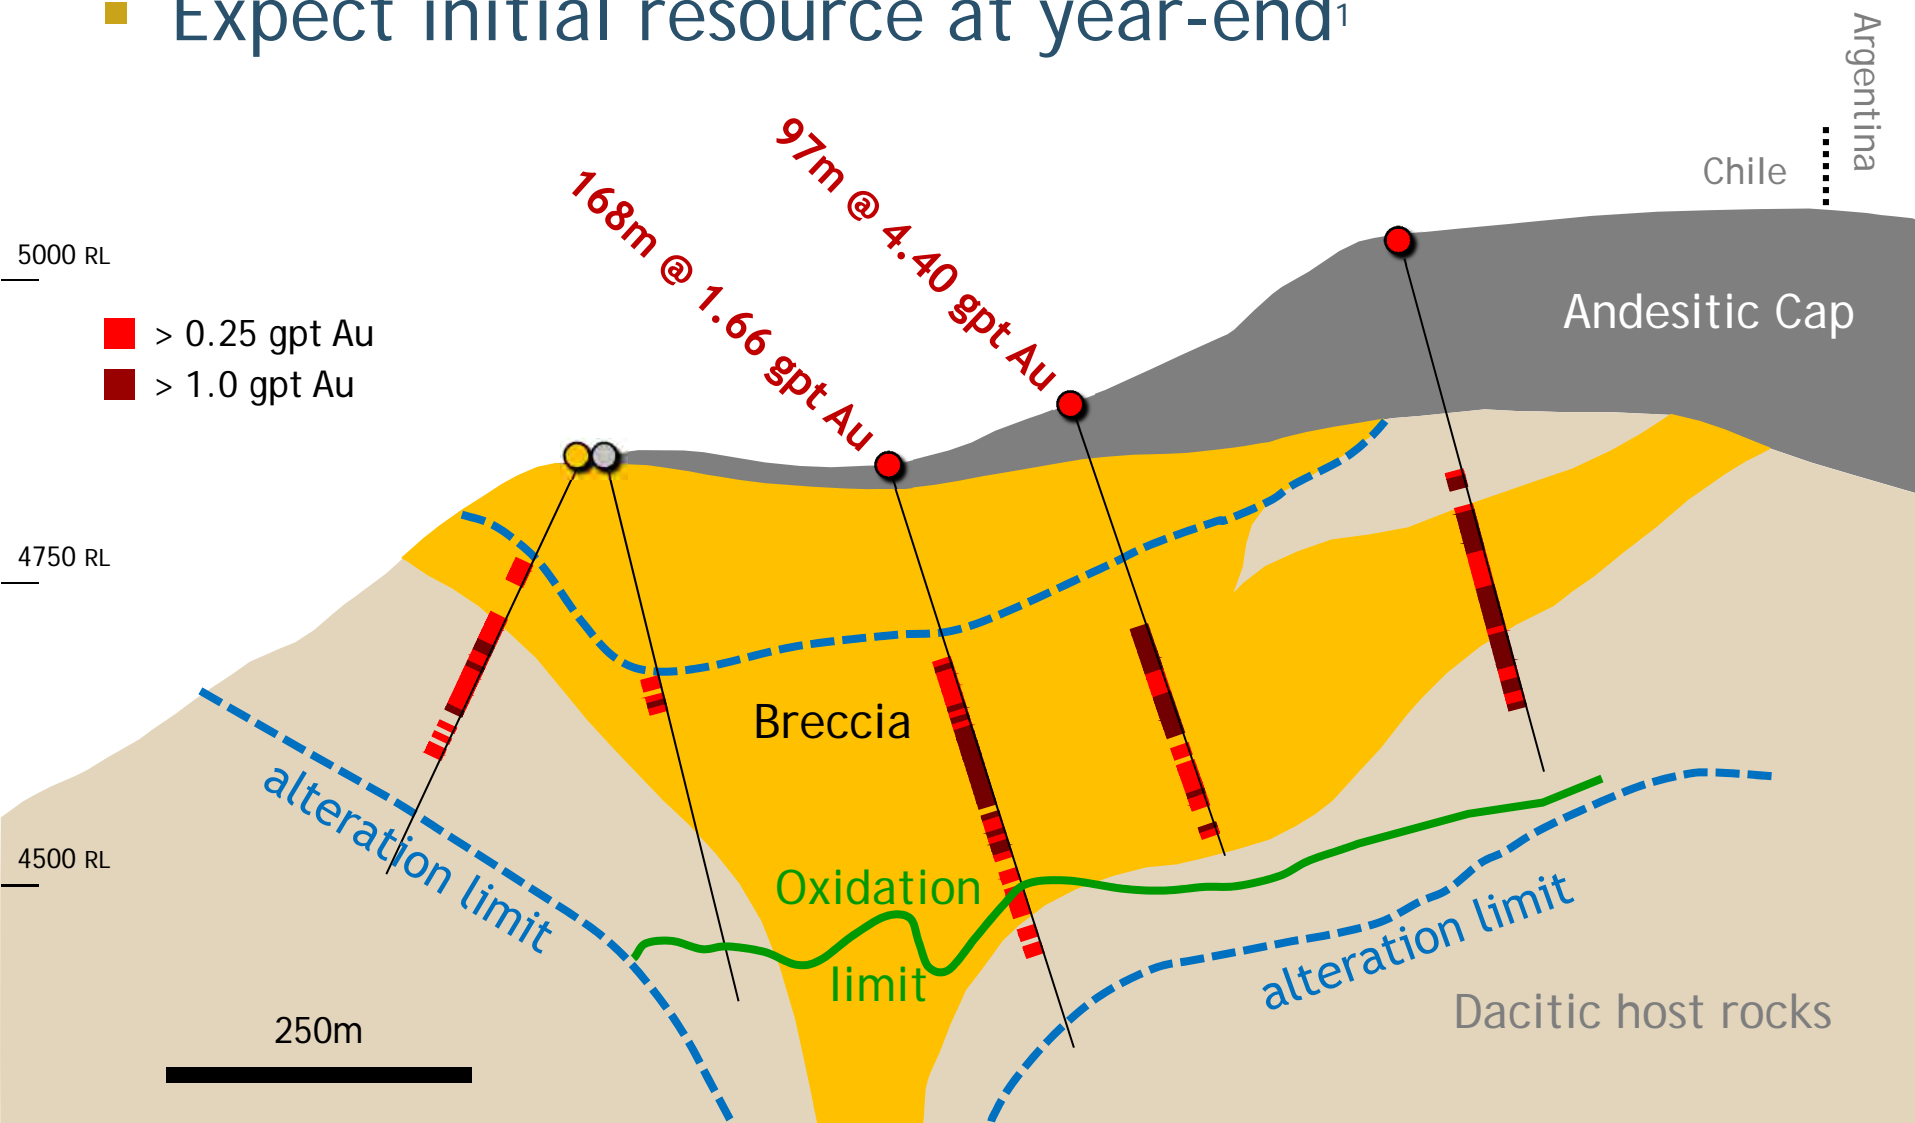 Expect initial resource at year-end¹
Argentina
Chile
97m @ 4.40 gpt Au
168m @ 1.66 gpt Au
5000 RL
Andesitic Cap
> 0.25 gpt Au
> 1.0 gpt Au
4750 RL
Breccia
alteration limit
4500 RL
Oxidation
limit
alteration limit
Dacitic host rocks
250m